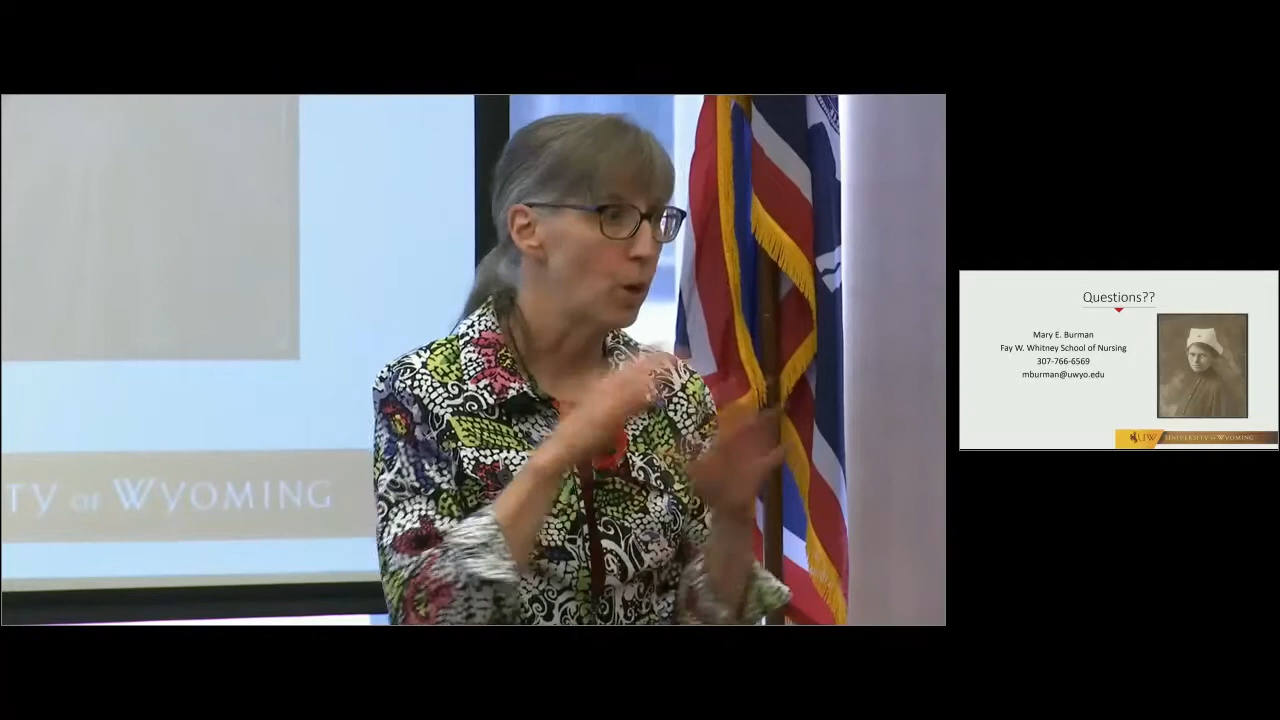 TY of WYOMING
Questions??
Mary E. Burman
Fay W. Whitney School of Nursing
307-766-6569
mburman@uwyo.edu
UW UNIVERSITY OF WYOMING